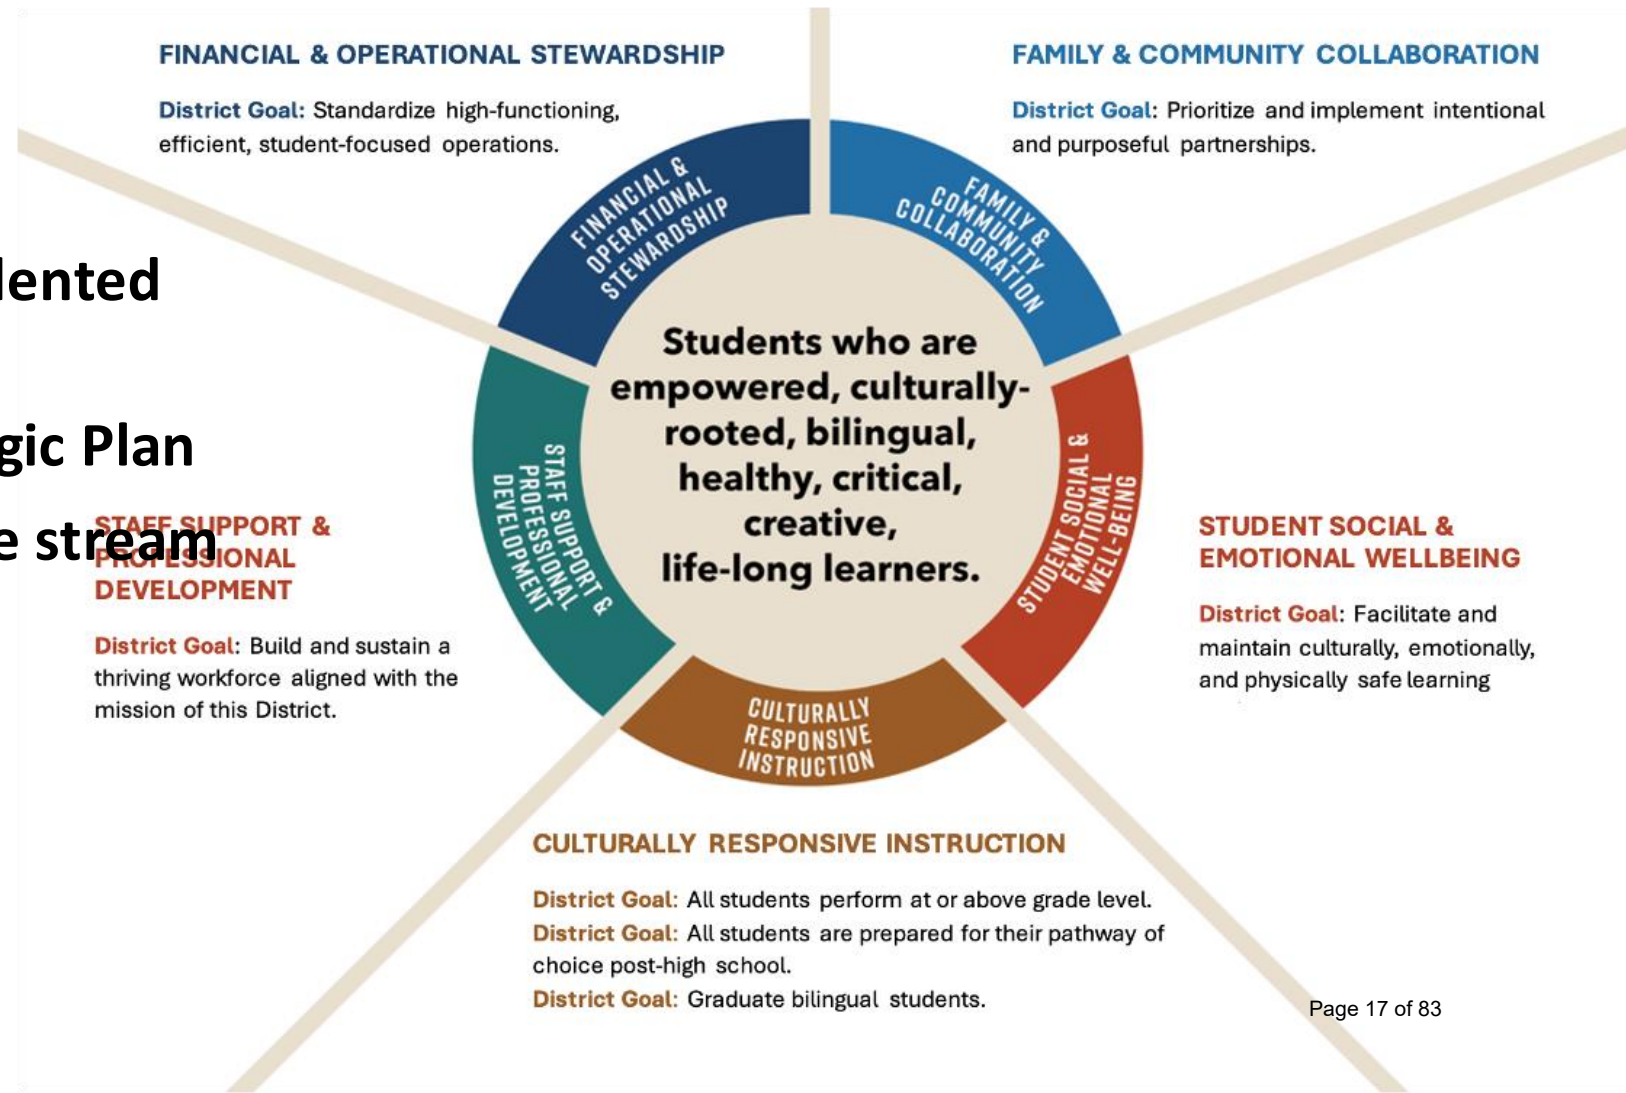 FINANCIAL & OPERATIONAL STEWARDSHIP
District Goal: Standardize high-functioning,
efficient, student-focused operations.
FAMILY & COMMUNITY COLLABORATION
District Goal: Prioritize and implement intentional
and purposeful partnerships.
FINANCIAL &
OPERATIONAL
STEWARDSHIP
FAMILY &
COMMUNITY
COLLABORATION
lented
gic Plan
e stream
Students who are
empowered, culturally-
rooted, bilingual,
healthy, critical,
creative,
life-long learners.
STAFF SUPPORT &
PROFESSIONAL
DEVELOPMENT
STUDENT SOCIAL &
EMOTIONAL
WELL-BEING
STAFF SUPPORT &
PROFESSIONAL
DEVELOPMENT
District Goal: Build and sustain a
thriving workforce aligned with the
mission of this District.
STUDENT SOCIAL &
EMOTIONAL WELLBEING
District Goal: Facilitate and
maintain culturally, emotionally,
and physically safe learning
CULTURALLY
RESPONSIVE
INSTRUCTION
CULTURALLY RESPONSIVE INSTRUCTION
District Goal: All students perform at or above grade level.
District Goal: All students are prepared for their pathway of
choice post-high school.
District Goal: Graduate bilingual students.
Page 17 of 83